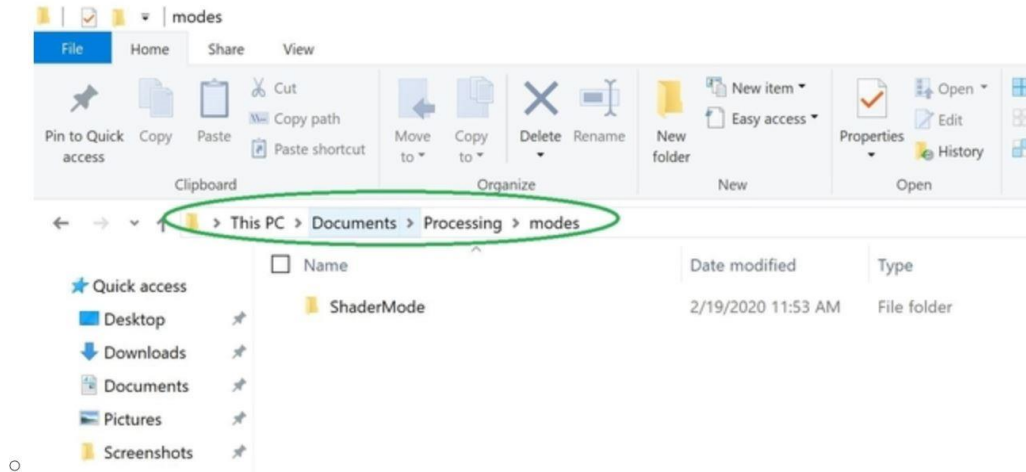 modes
File Home Share View
Pin to Quick access
Copy
Paste
Cut
Copy path
Paste shortcut
Move to
Copy to
Delete
Rename
New folder
New item
Easy access
Properties
Open
Edit
History
Clipboard Organize New Open
This PC > Documents > Processing > modes
Name Date modified Type
ShaderMode 2/19/2020 11:53 AM File folder
Quick access
Desktop
Downloads
Documents
Pictures
Screenshots